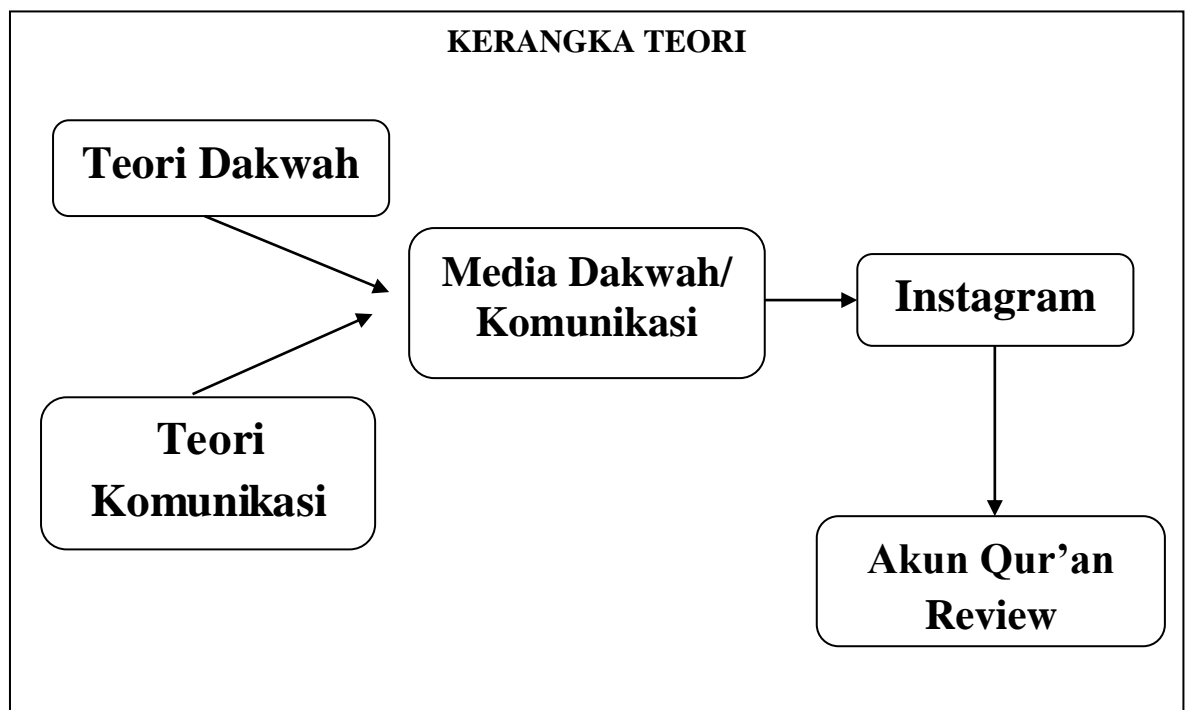 KERANGKA TEORI
Teori Dakwah
Media Dakwah/
Komunikasi
Instagram
Teori
Komunikasi
Akun Qur’an
Review